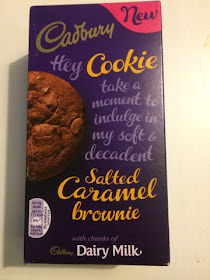 New
Cadbury
Hey Cookie
take a
moment to
indulge in
my soft &
decadent
Salted
Caramel
brownie
with chunks of
Cadbury Dairy Milk